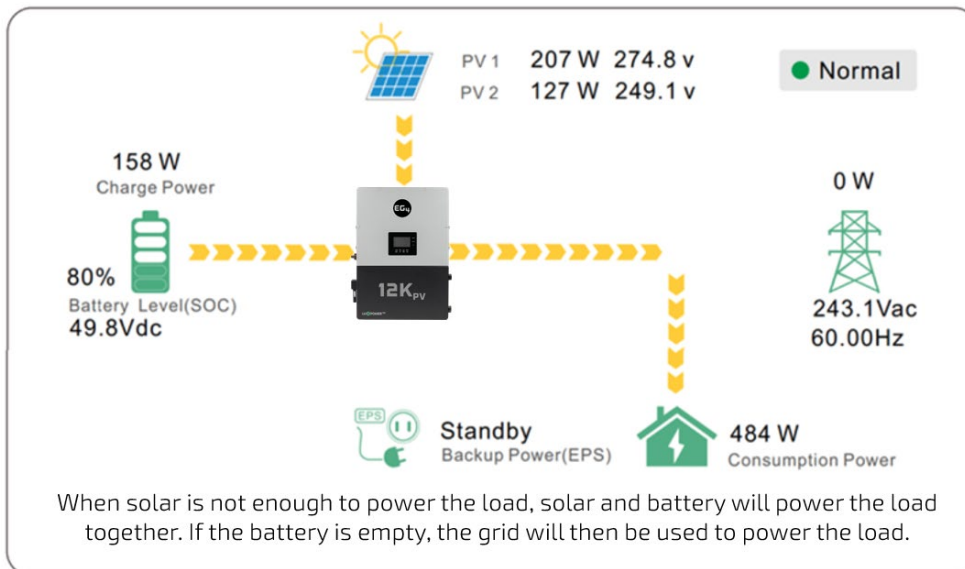 PV 1 207 W 274.8 v
PV 2 127 W 249.1 v
Normal
158 W
Charge Power
0 W
EG4
80%
Battery Level(SOC)
49.8Vdc
12K PV
243.1Vac
60.00Hz
EPS
Standby
Backup Power(EPS)
484 W
Consumption Power
When solar is not enough to power the load, solar and battery will power the load
together. If the battery is empty, the grid will then be used to power the load.